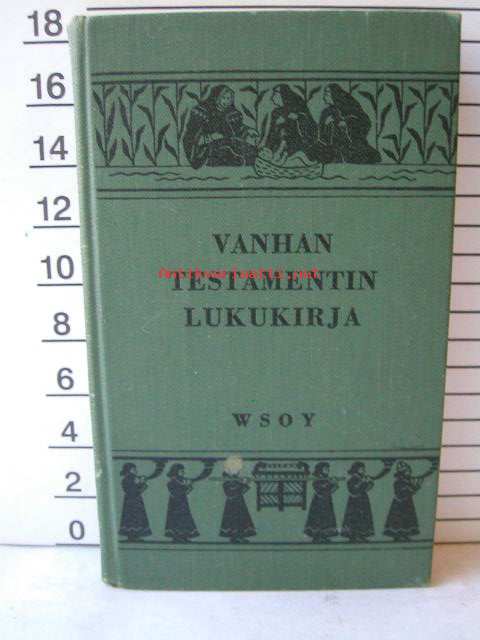 18
16
14
12
10
8
6
4
2
0
VANHAN
TESTAMENTIN
LUKUKIRJA
WSOY